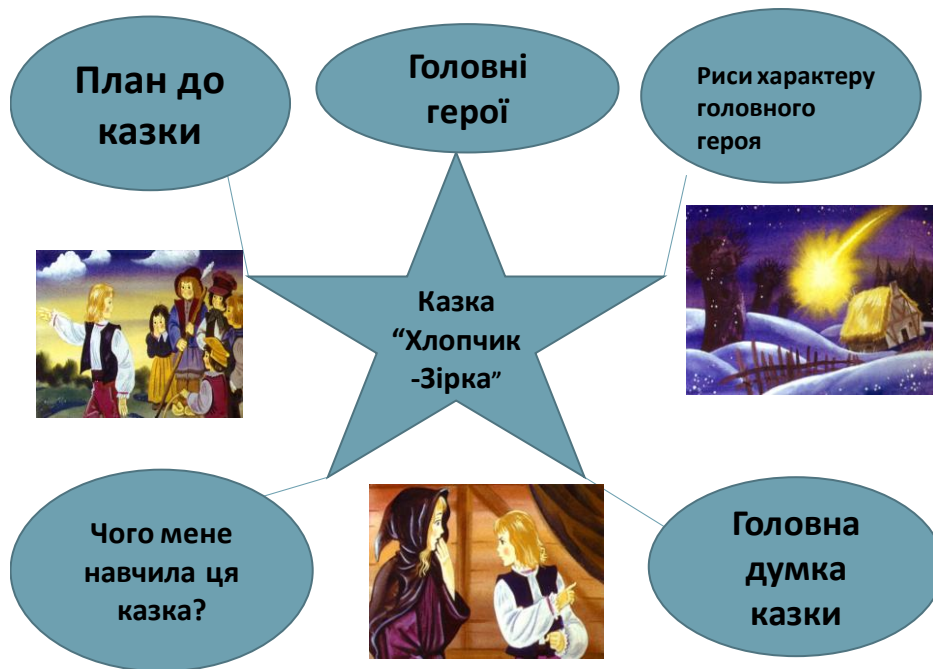 План до
казки
Головні
герої
Риси характеру
головного
героя
Казка
“Хлопчик
-Зірка”
Чого мене
навчила ця
казка?
Головна
думка
казки